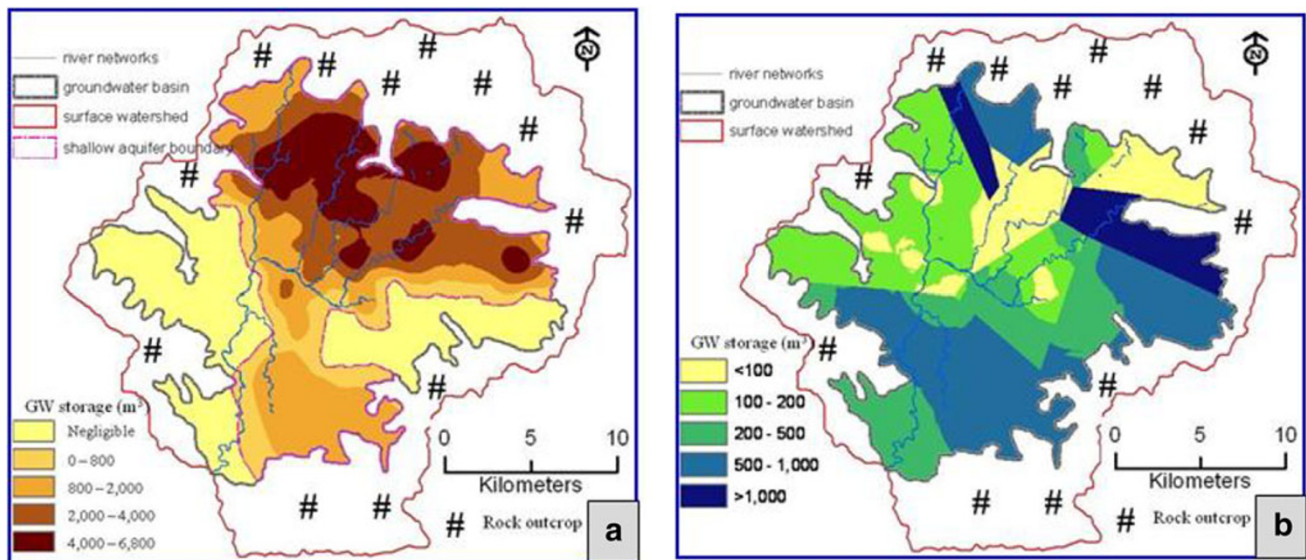 N
river networks
groundwater basin
surface watershed
shallow aquifer boundary
GW storage (m³)
Negligible
0–800
800–2,000
2,000–4,000
4,000–6,800
0 5 10
Kilometers
# Rock outcrop
a
N
river networks
groundwater basin
surface watershed
GW storage (m³)
<100
100 - 200
200 - 500
500 - 1,000
>1,000
0 5 10
Kilometers
# Rock outcrop
b